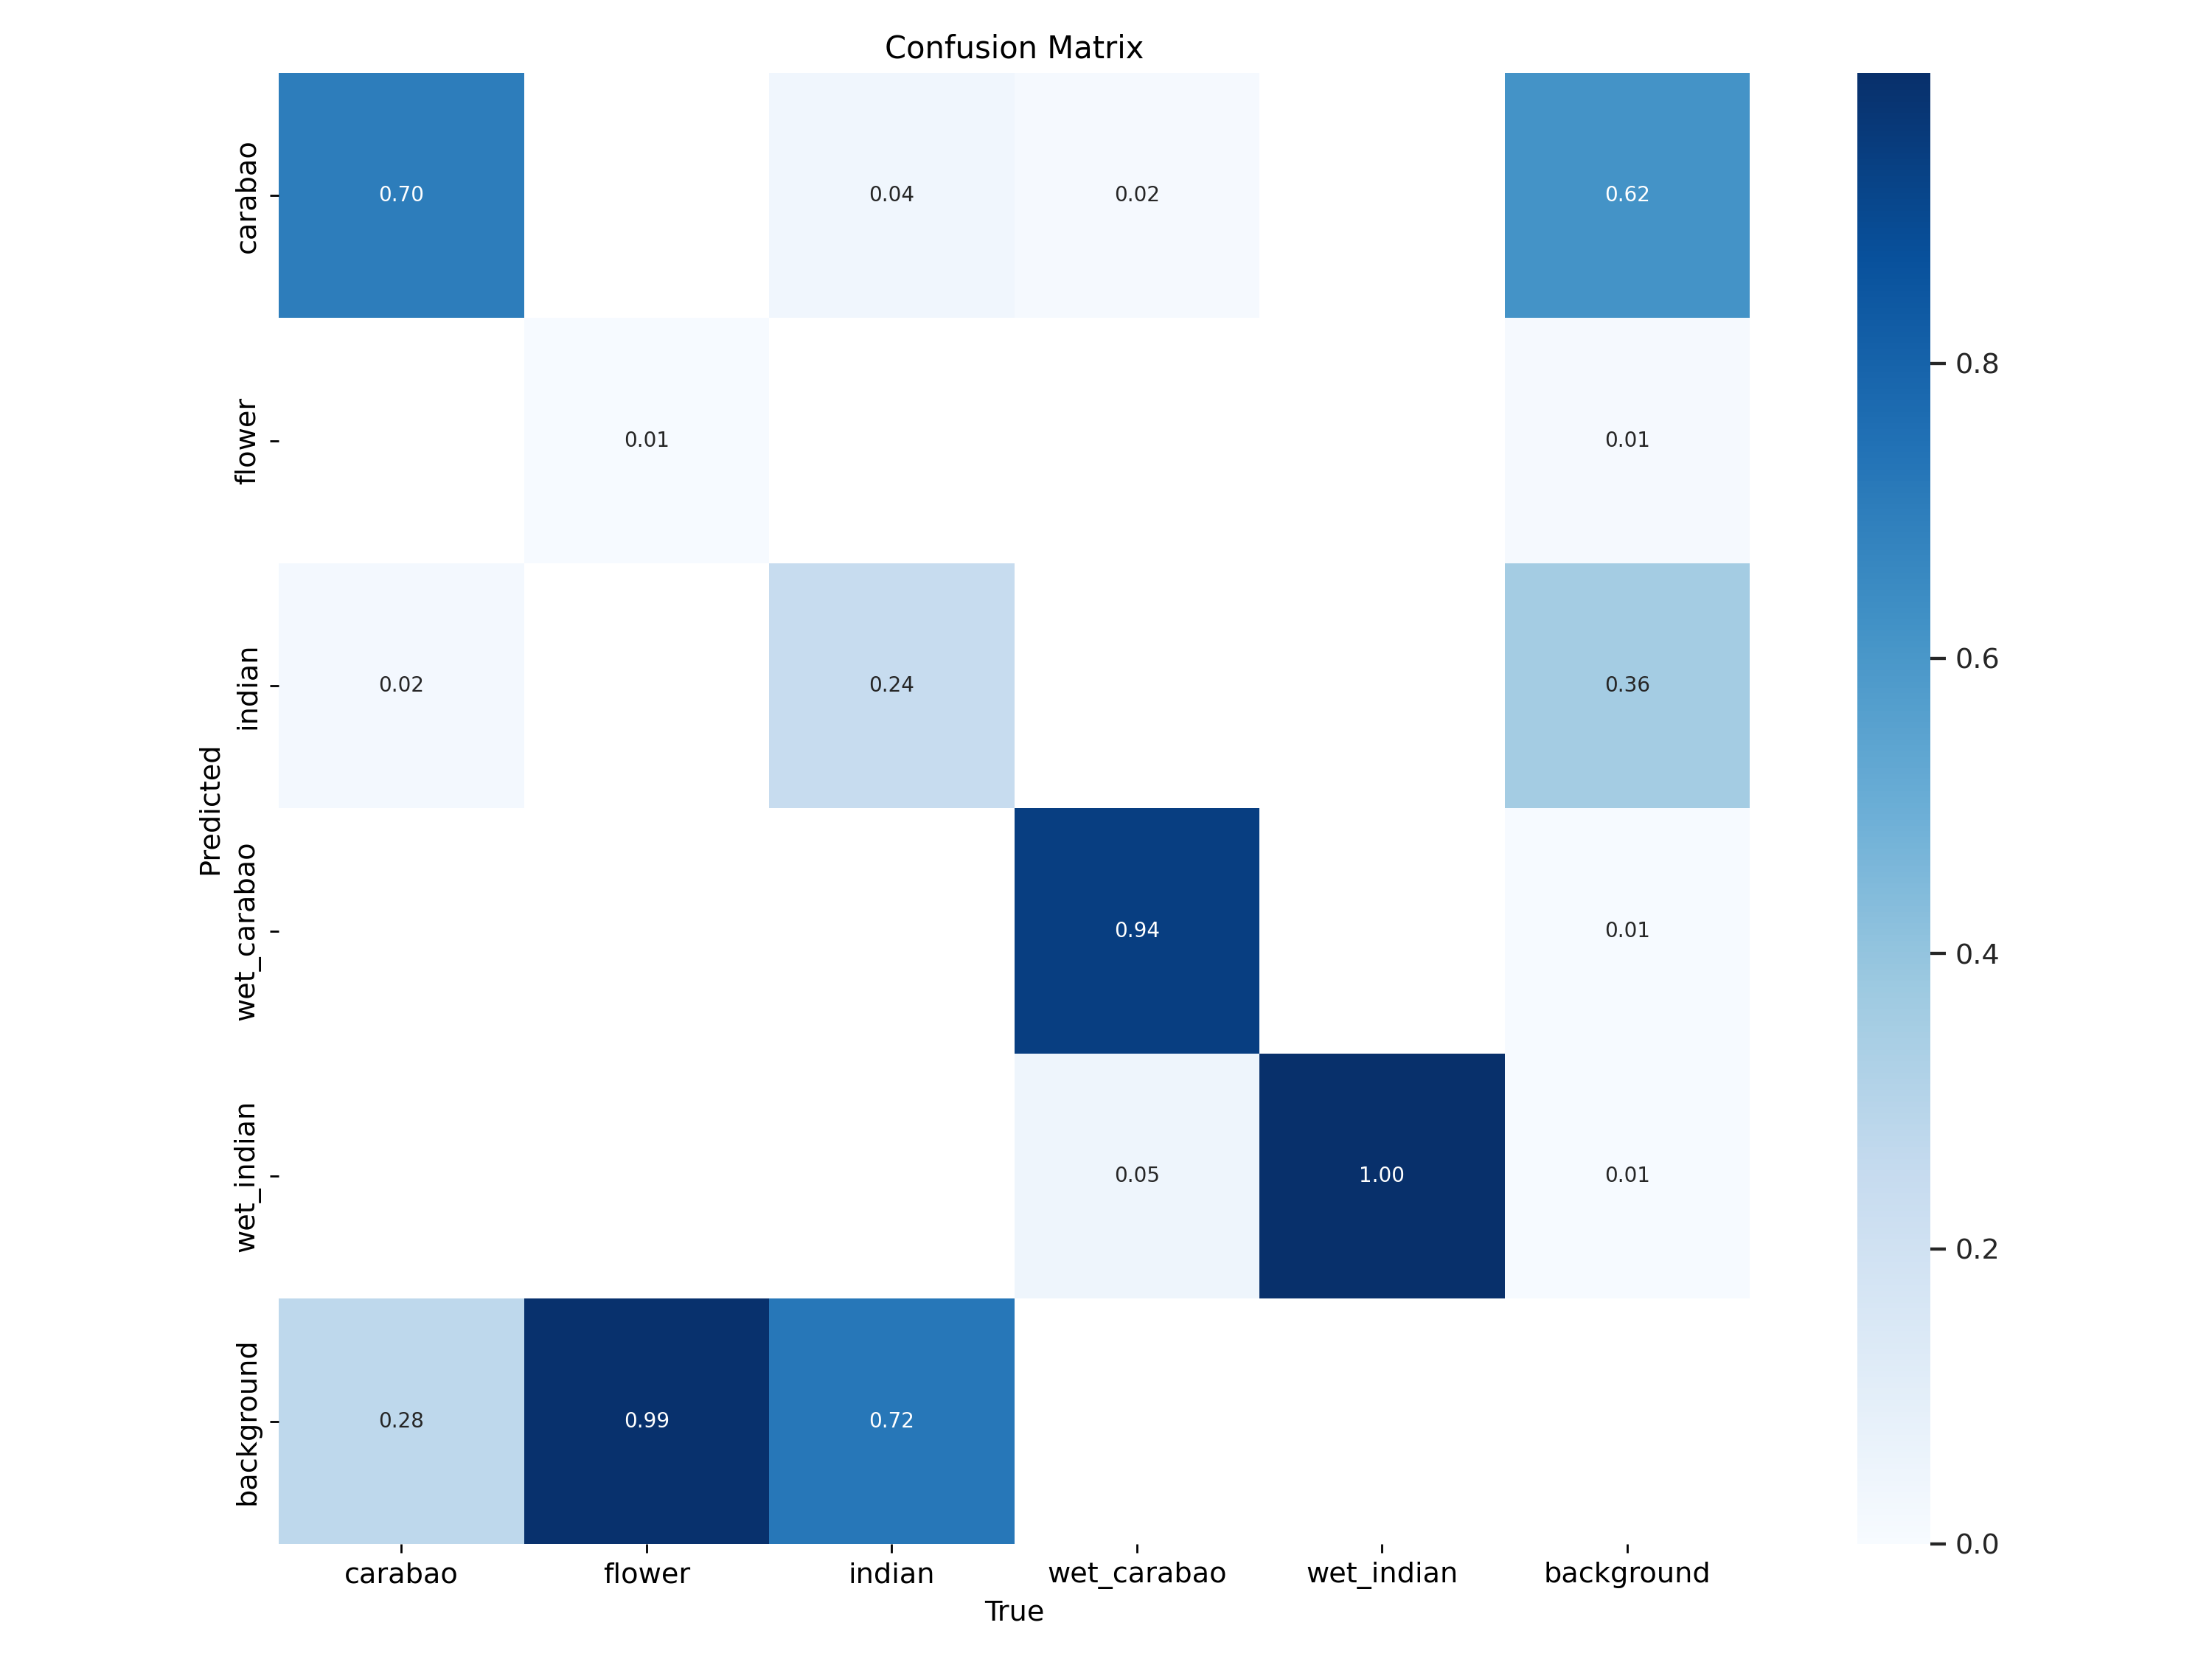 Confusion Matrix
carabao
0.70
0.04
0.02
0.62
flower
0.01
0.01
indian
0.02
0.24
0.36
wet_carabao
0.94
0.01
wet_indian
0.05
1.00
0.01
background
0.28
0.99
0.72
Predicted
carabao
flower
indian
wet_carabao
wet_indian
background
True
0.8
0.6
0.4
0.2
0.0